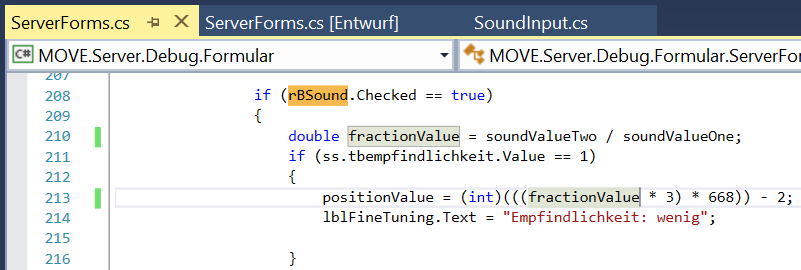 ServerForms.cs ServerForms.cs [Entwurf] SoundInput.cs
C# MOVE.Server.Debug.Formular MOVE.Server.Debug.Formular.ServerFo
207
208 if (rBSound.Checked == true)
209 {
210 double fractionValue = soundValueTwo / soundValueOne;
211 if (ss.tbempfindlichkeit.Value == 1)
212 {
213 positionValue = (int)(((fractionValue * 3) * 668)) - 2;
214 lblFineTuning.Text = "Empfindlichkeit: wenig";
215
216 }